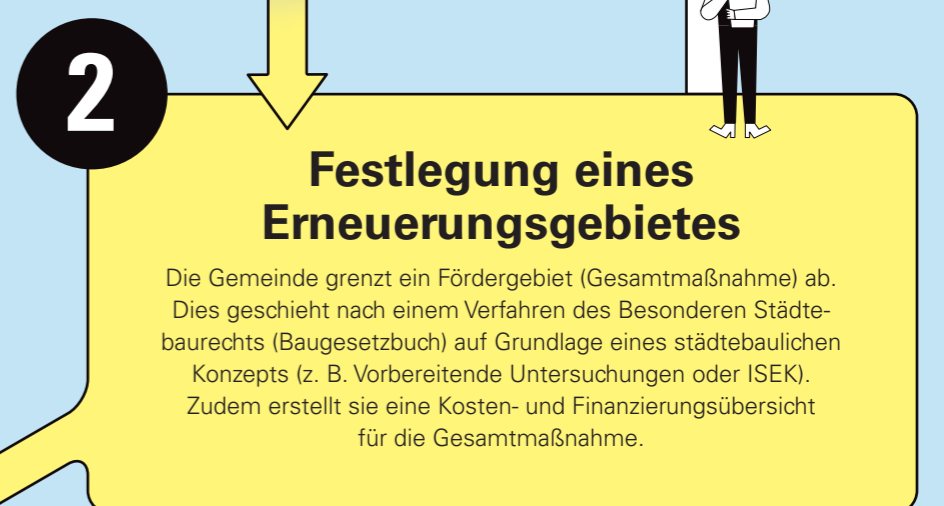 2
Festlegung eines
Erneuerungsgebietes
Die Gemeinde grenzt ein Fördergebiet (Gesamtmaßnahme) ab.
Dies geschieht nach einem Verfahren des Besonderen Städte-
baurechts (Baugesetzbuch) auf Grundlage eines städtebaulichen
Konzepts (z. B. Vorbereitende Untersuchungen oder ISEK).
Zudem erstellt sie eine Kosten- und Finanzierungsübersicht
für die Gesamtmaßnahme.